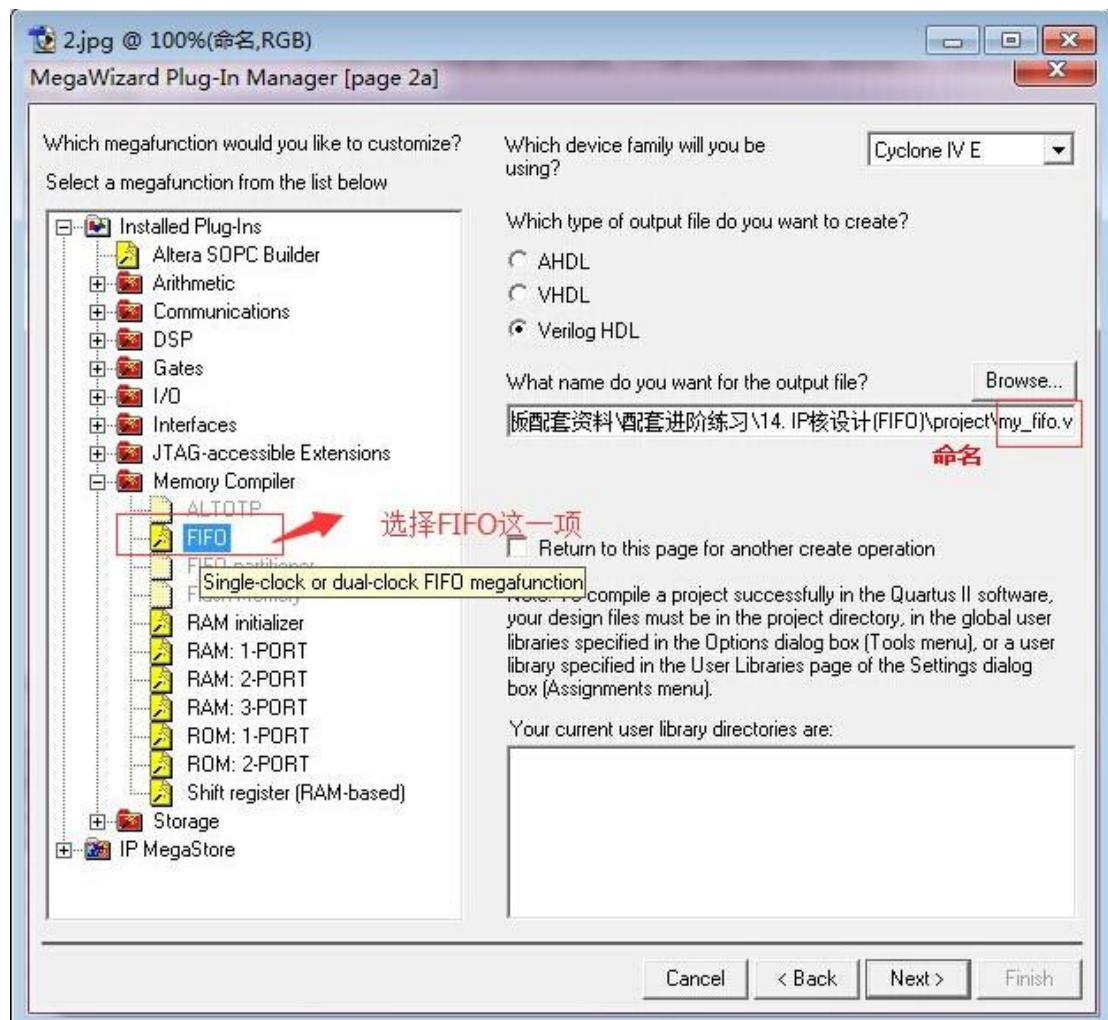 2.jpg @ 100%(命名,RGB)
MegaWizard Plug-In Manager [page 2a]
Which megafunction would you like to customize?
Select a megafunction from the list below
Installed Plug-Ins
Altera SOPC Builder
Arithmetic
Communications
DSP
Gates
I/O
Interfaces
JTAG-accessible Extensions
Memory Compiler
ALTOTP
FIFO
选择FIFO这一项
FIFO partitioner
Single-clock or dual-clock FIFO megafunction
RAM initializer
RAM: 1-PORT
RAM: 2-PORT
RAM: 3-PORT
ROM: 1-PORT
ROM: 2-PORT
Shift register (RAM-based)
Storage
IP MegaStore
Which device family will you be
using?
Cyclone IV E
Which type of output file do you want to create?
AHDL
VHDL
Verilog HDL
What name do you want for the output file?
Browse...
版配套资料\配套进阶练习\14. IP核设计(FIFO)\project\my_fifo.v
命名
Return to this page for another create operation
compile a project successfully in the Quartus II software,
your design files must be in the project directory, in the global user
libraries specified in the Options dialog box (Tools menu), or a user
library specified in the User Libraries page of the Settings dialog
box (Assignments menu).
Your current user library directories are:
Cancel
< Back
Next >
Finish